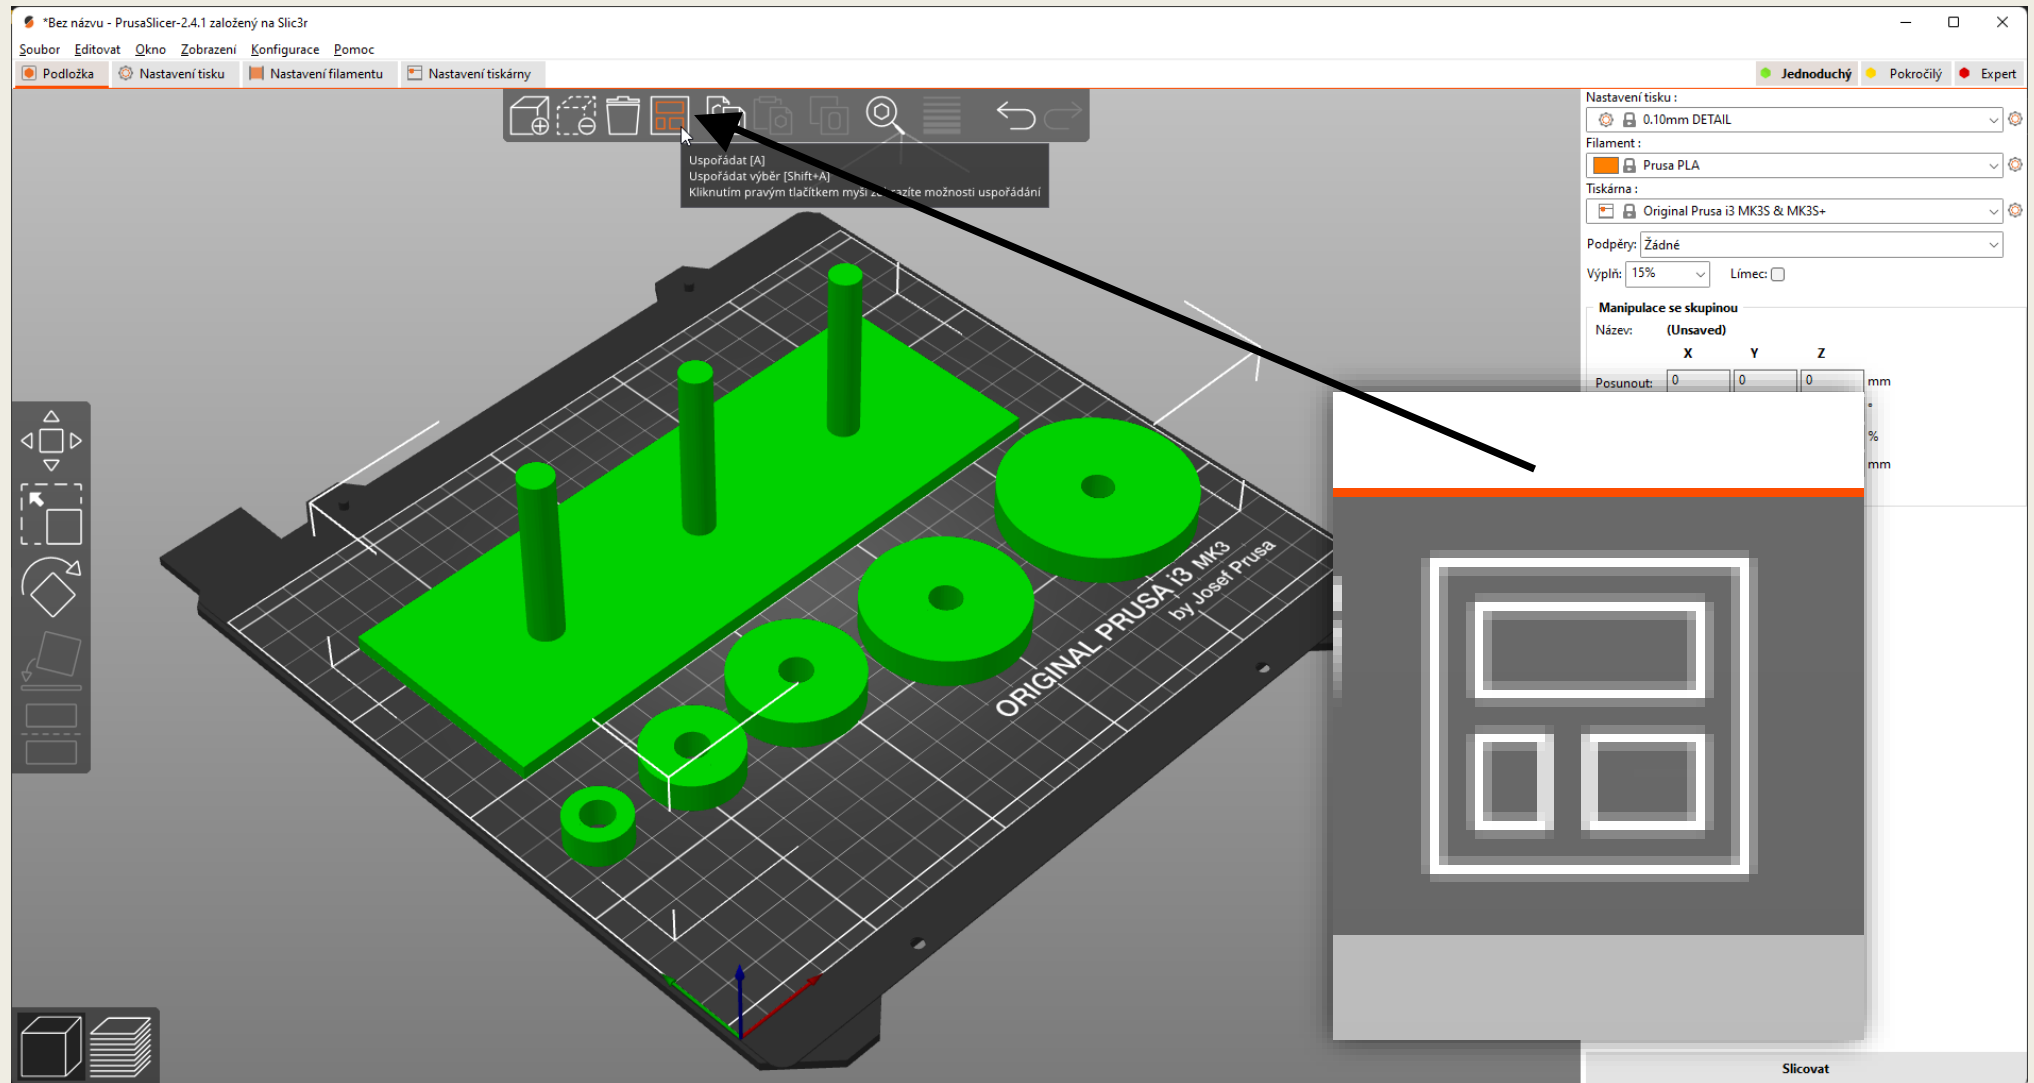 *Bez názvu - PrusaSlicer-2.4.1 založený na Slic3r
Soubor Editovat Okno Zobrazení Konfigurace Pomoc
Podložka Nastavení tisku Nastavení filamentu Nastavení tiskárny Jednoduchý Pokročilý Expert
Uspořádat [A]
Uspořádat výběr [Shift+A]
Kliknutím pravým tlačítkem myši zobrazíte možnosti uspořádání
ORIGINAL PRUSA i3 MK3
by Josef Prusa
Nastavení tisku :
0.10mm DETAIL
Filament :
Prusa PLA
Tiskárna :
Original Prusa i3 MK3S & MK3S+
Podpěry: Žádné
Výplň: 15% Límec:
Manipulace se skupinou
Název: (Unsaved)
X Y Z
Posunout: 0 0 0 mm
°
%
mm
Slicovat